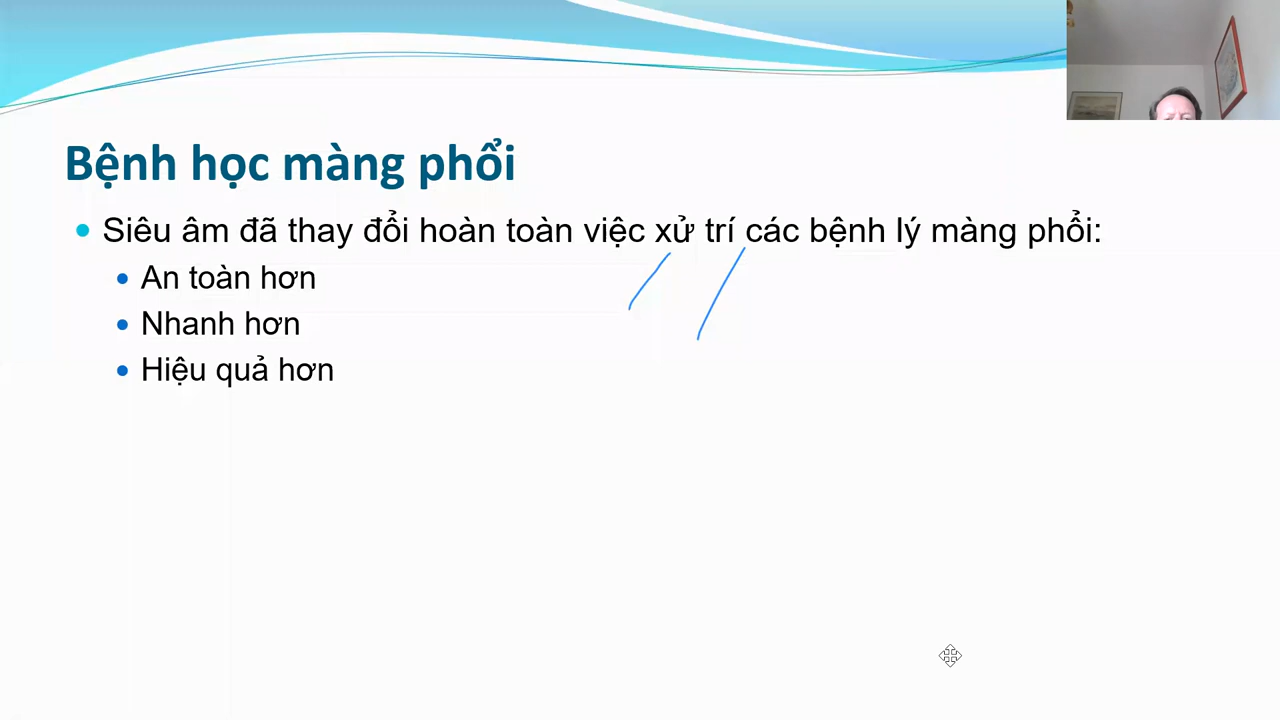 Bệnh học màng phổi
Siêu âm đã thay đổi hoàn toàn việc xử trí các bệnh lý màng phổi:
An toàn hơn
Nhanh hơn
Hiệu quả hơn